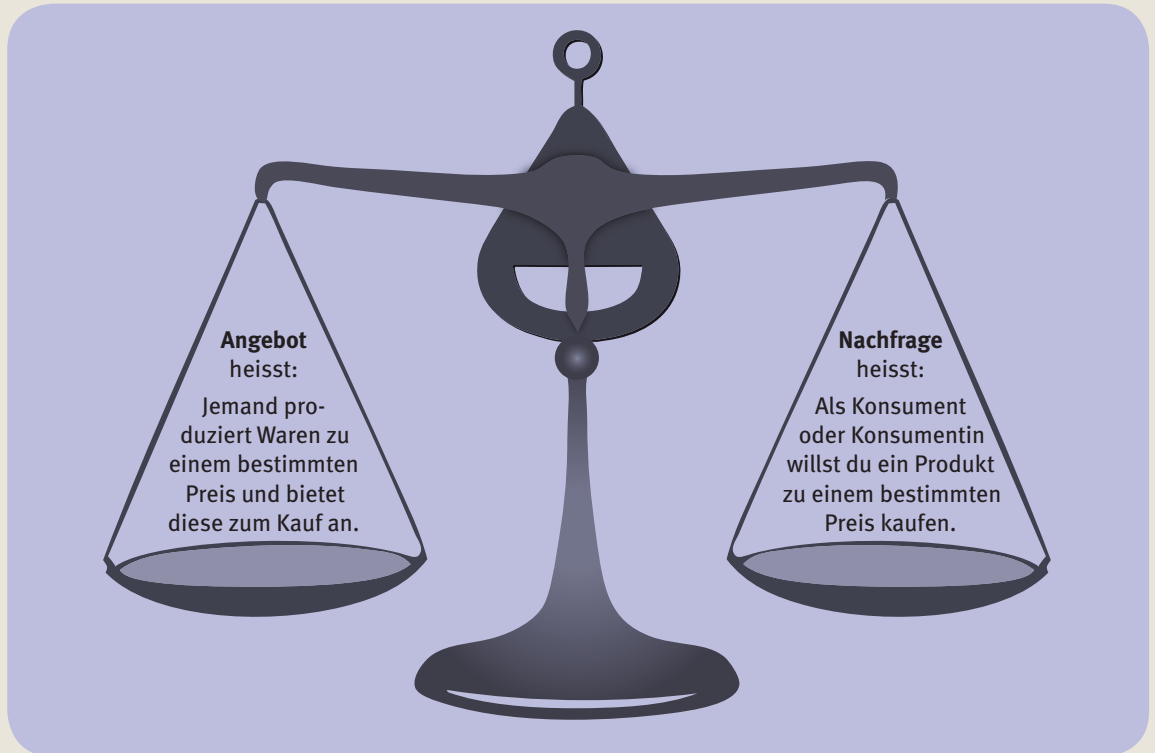 Angebot
heisst:
Jemand pro-
duziert Waren zu
einem bestimmten
Preis und bietet
diese zum Kauf an.
Nachfrage
heisst:
Als Konsument
oder Konsumentin
willst du ein Produkt
zu einem bestimmten
Preis kaufen.